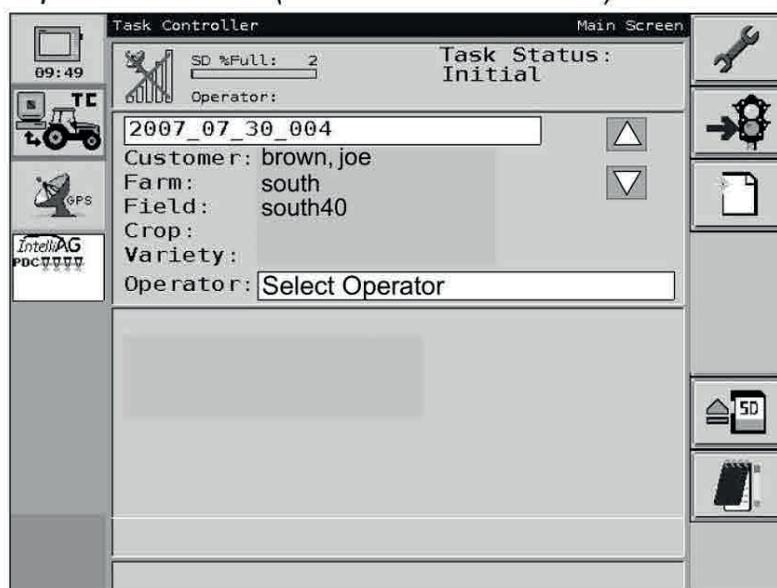 Task Controller Main Screen
09:49
SD %Full: 2
Task Status:
Initial
Operator:
TC
2007_07_30_004
Customer: brown, joe
Farm: south
Field: south40
Crop:
Variety:
Operator: Select Operator
GPS
IntelliAG
PDC
SD